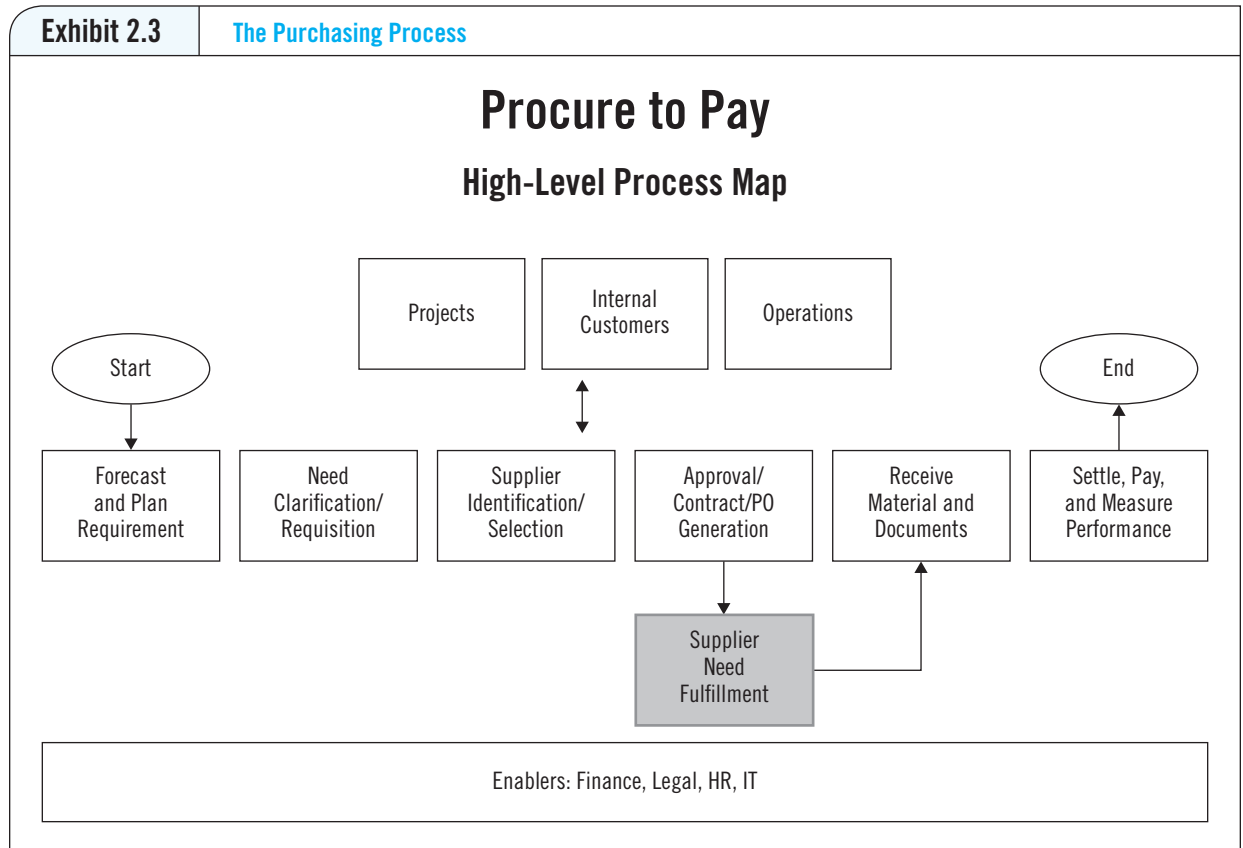 Exhibit 2.3
The Purchasing Process
Procure to Pay
High-Level Process Map
Projects
Internal
Customers
Operations
Start
End
Forecast
and Plan
Requirement
Need
Clarification/
Requisition
Supplier
Identification/
Selection
Approval/
Contract/PO
Generation
Receive
Material and
Documents
Settle, Pay,
and Measure
Performance
Supplier
Need
Fulfillment
Enablers: Finance, Legal, HR, IT